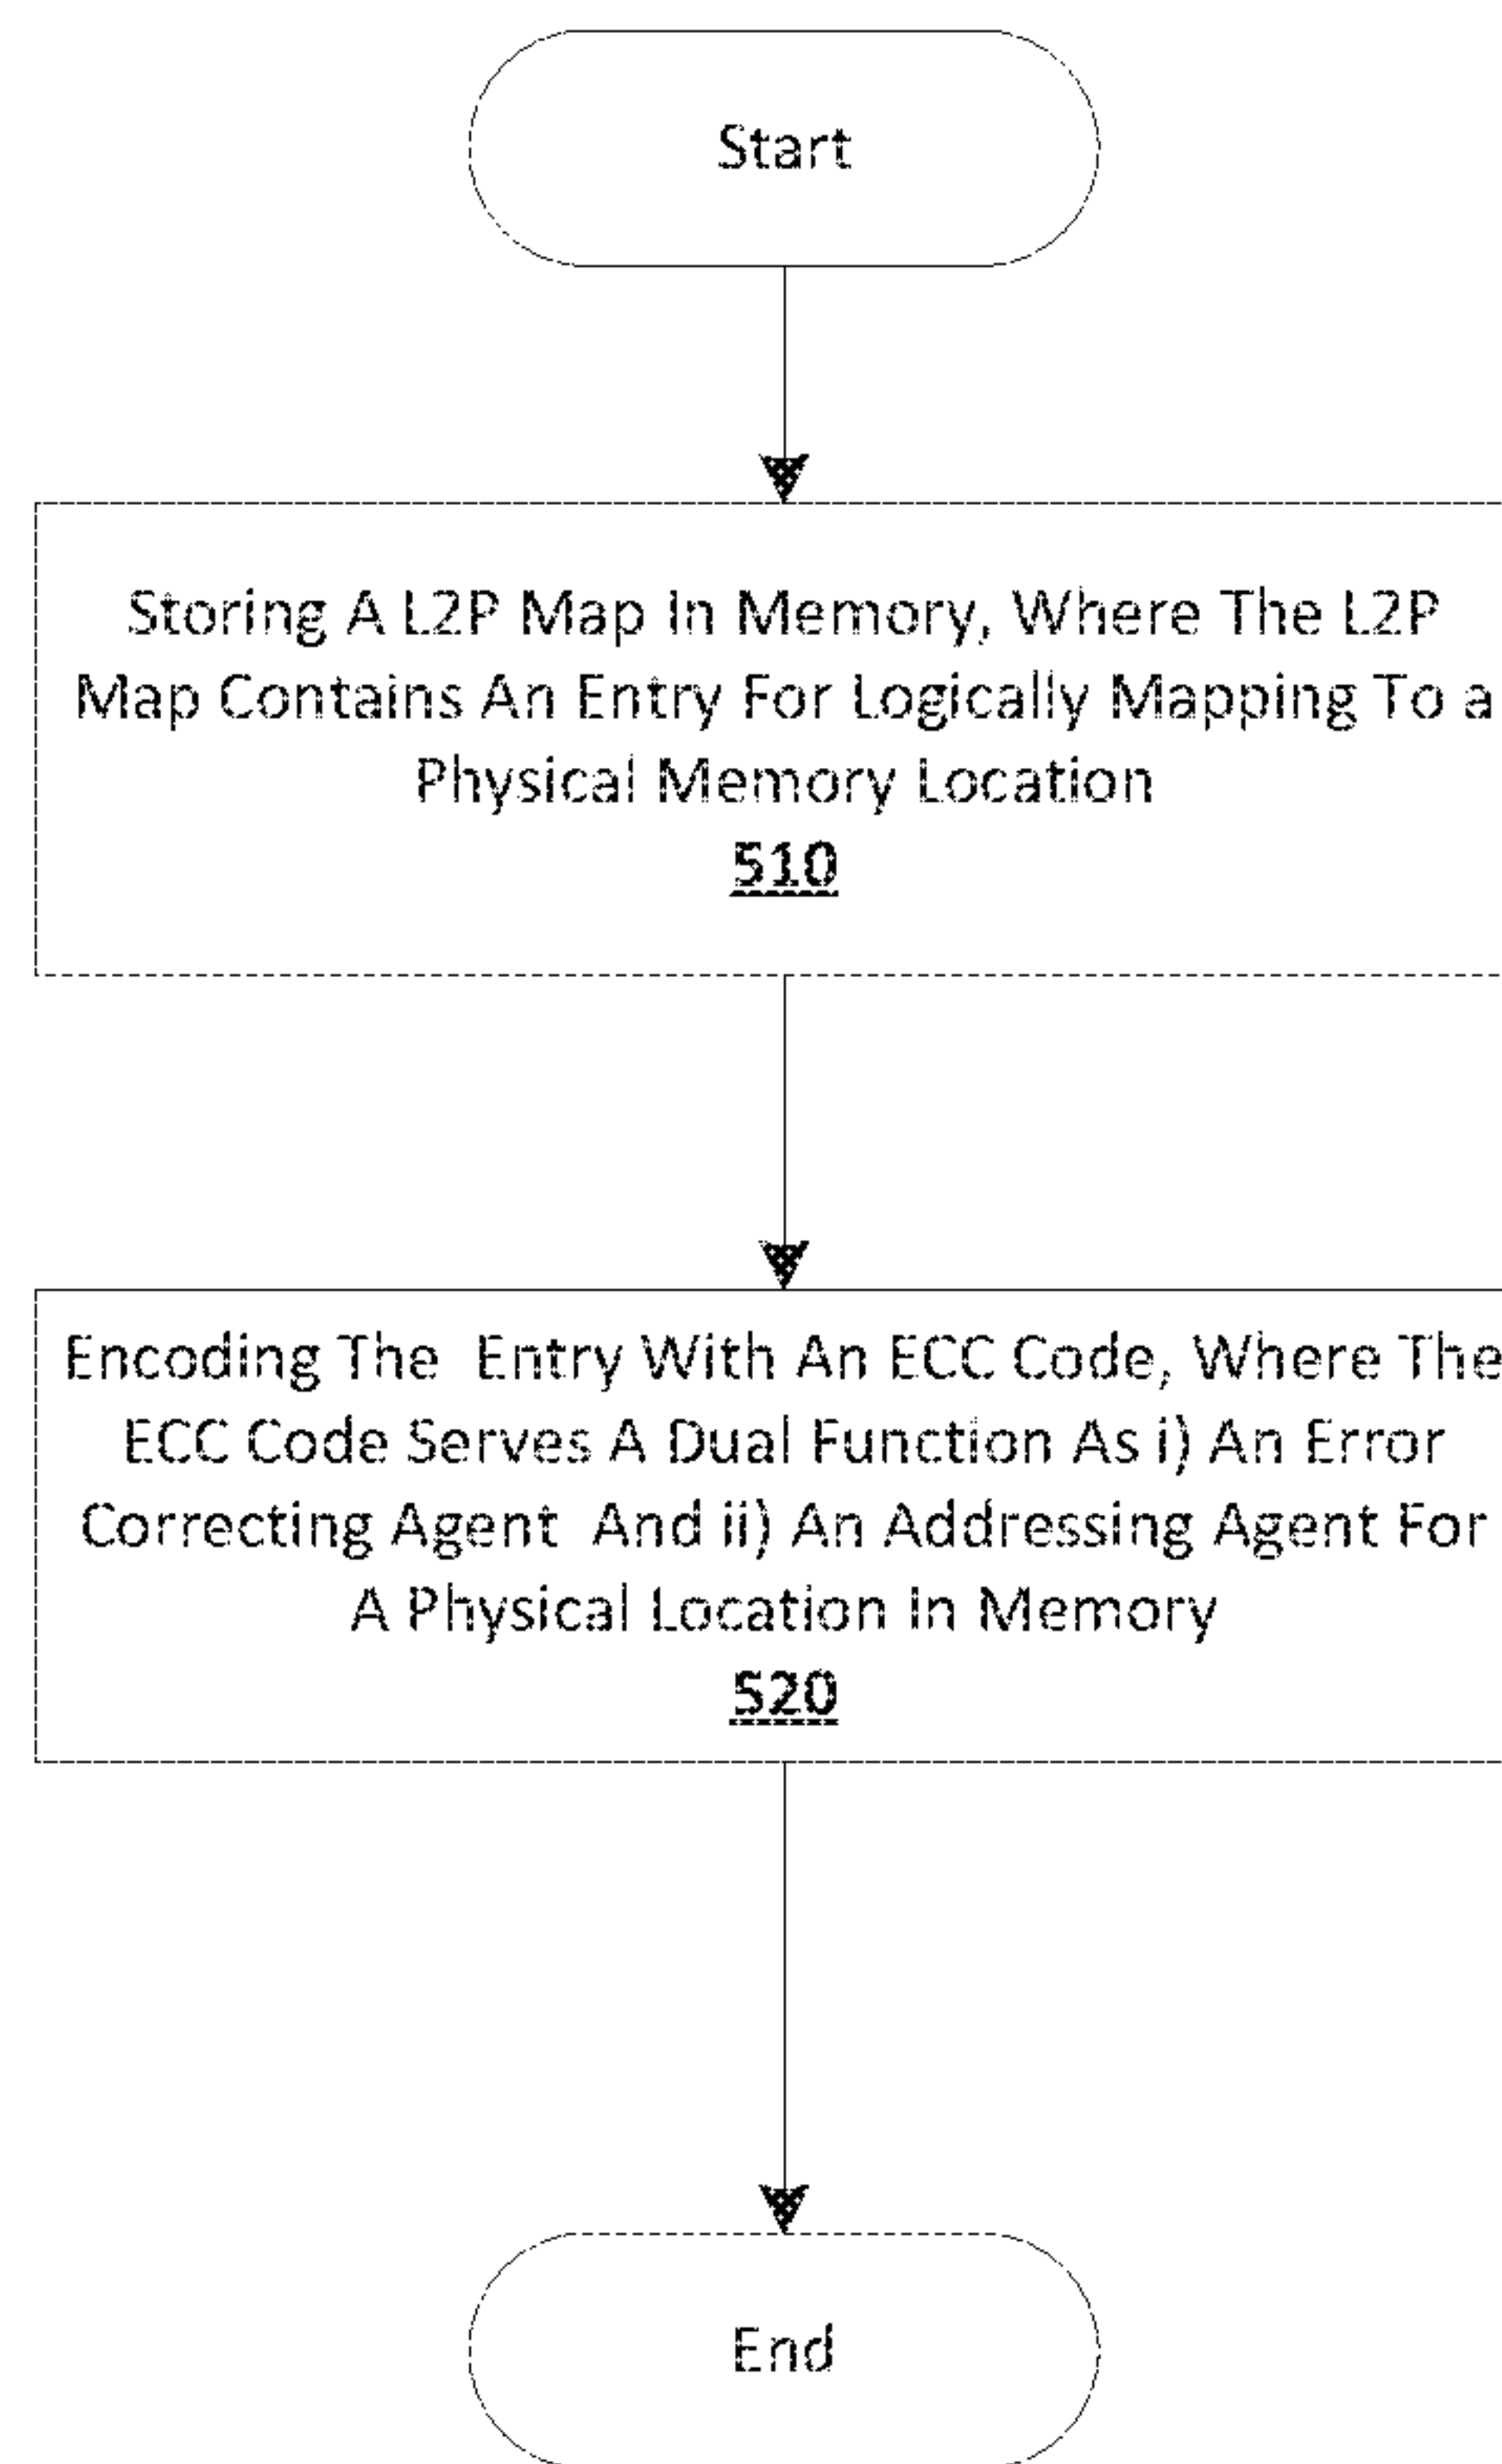 Start
Storing A L2P Map In Memory, Where The L2P
Map Contains An Entry For Logically Mapping To a
Physical Memory Location
510
Encoding The Entry With An ECC Code, Where The
ECC Code Serves A Dual Function As i) An Error
Correcting Agent And ii) An Addressing Agent For
A Physical Location In Memory
520
End